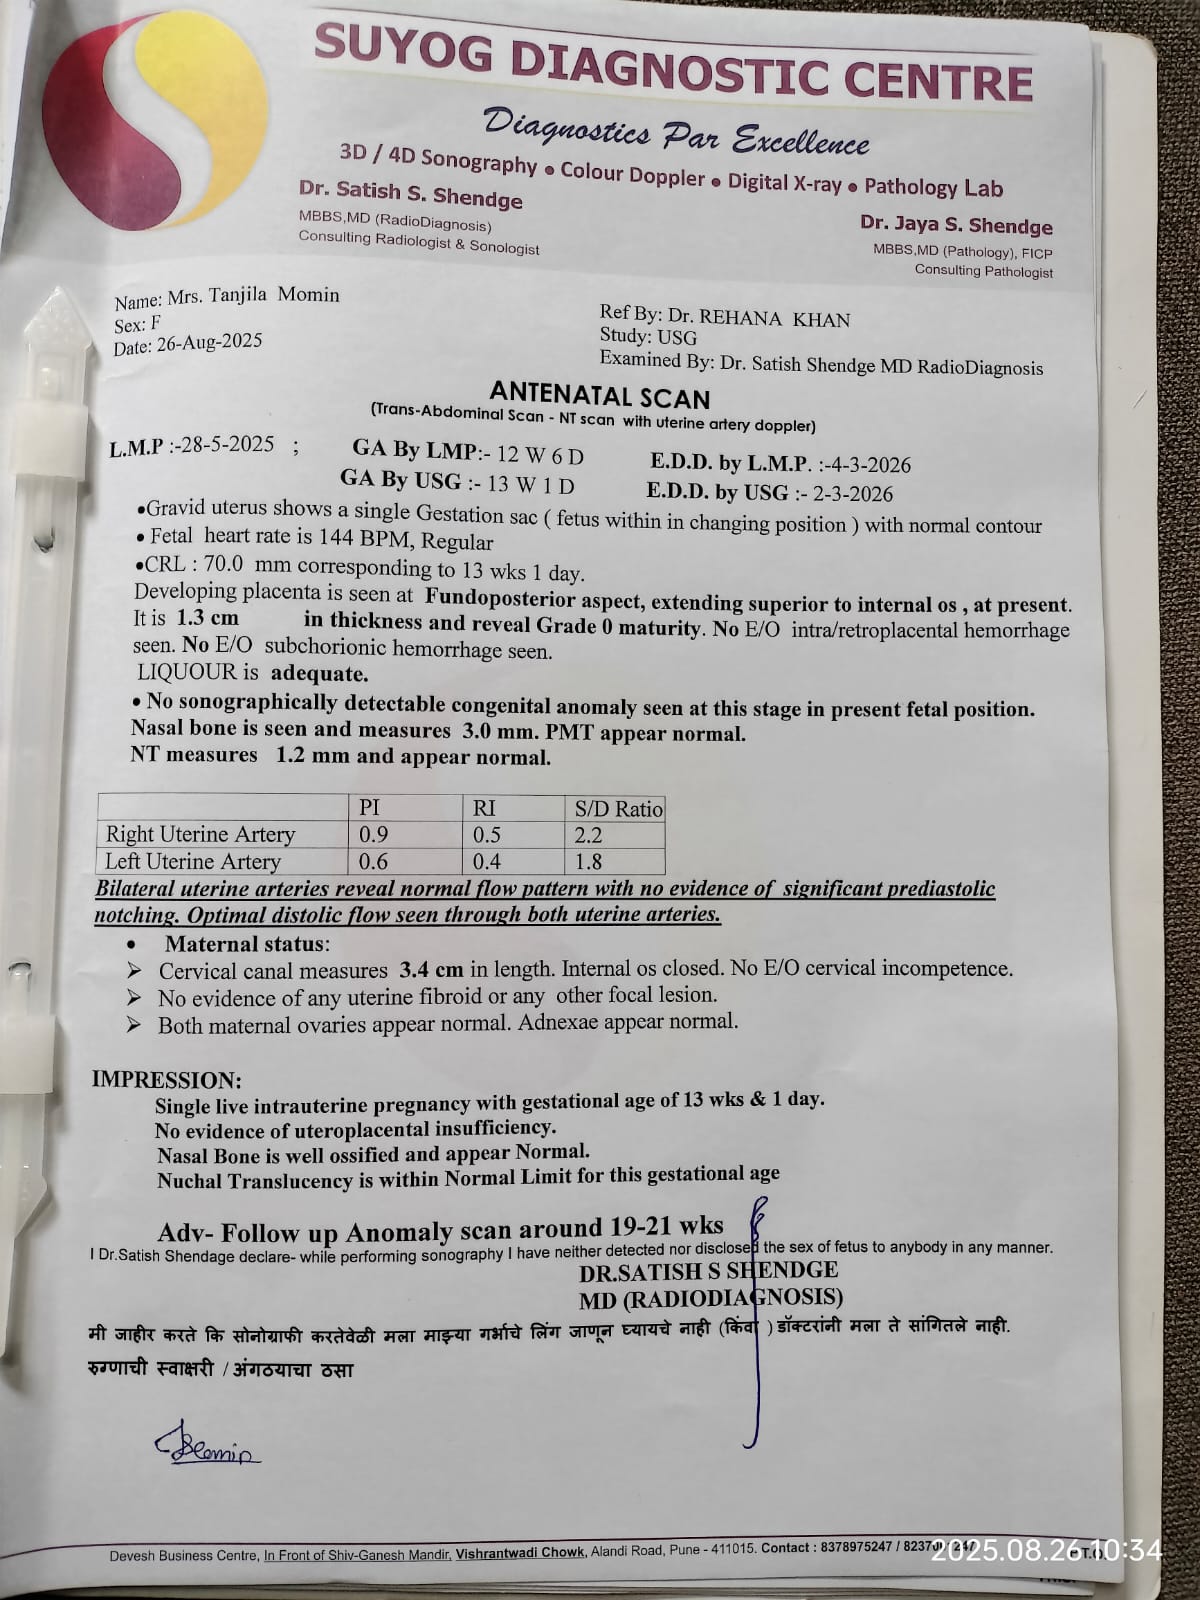 SUYOG DIAGNOSTIC CENTRE
Diagnostics Par Excellence
3D / 4D Sonography • Colour Doppler • Digital X-ray • Pathology Lab
Dr. Satish S. Shendge
MBBS,MD (RadioDiagnosis)
Consulting Radiologist & Sonologist
Dr. Jaya S. Shendge
MBBS,MD (Pathology), FICP
Consulting Pathologist
Name: Mrs. Tanjila Momin
Sex: F
Date: 26-Aug-2025
Ref By: Dr. REHANA KHAN
Study: USG
Examined By: Dr. Satish Shendge MD RadioDiagnosis
ANTENATAL SCAN
(Trans-Abdominal Scan - NT scan with uterine artery doppler)
L.M.P :-28-5-2025 ; GA By LMP:- 12 W 6 D E.D.D. by L.M.P. :-4-3-2026
GA By USG :- 13 W 1 D E.D.D. by USG :- 2-3-2026
•Gravid uterus shows a single Gestation sac ( fetus within in changing position ) with normal contour
• Fetal heart rate is 144 BPM, Regular
•CRL : 70.0 mm corresponding to 13 wks 1 day.
Developing placenta is seen at Fundoposterior aspect, extending superior to internal os , at present.
It is 1.3 cm in thickness and reveal Grade 0 maturity. No E/O intra/retroplacental hemorrhage
seen. No E/O subchorionic hemorrhage seen.
LIQUOUR is adequate.
• No sonographically detectable congenital anomaly seen at this stage in present fetal position.
Nasal bone is seen and measures 3.0 mm. PMT appear normal.
NT measures 1.2 mm and appear normal.
PI RI S/D Ratio
Right Uterine Artery 0.9 0.5 2.2
Left Uterine Artery 0.6 0.4 1.8
Bilateral uterine arteries reveal normal flow pattern with no evidence of significant prediastolic
notching. Optimal distolic flow seen through both uterine arteries.
• Maternal status:
➢ Cervical canal measures 3.4 cm in length. Internal os closed. No E/O cervical incompetence.
➢ No evidence of any uterine fibroid or any other focal lesion.
➢ Both maternal ovaries appear normal. Adnexae appear normal.
IMPRESSION:
Single live intrauterine pregnancy with gestational age of 13 wks & 1 day.
No evidence of uteroplacental insufficiency.
Nasal Bone is well ossified and appear Normal.
Nuchal Translucency is within Normal Limit for this gestational age
Adv- Follow up Anomaly scan around 19-21 wks
I Dr.Satish Shendage declare- while performing sonography I have neither detected nor disclosed the sex of fetus to anybody in any manner.
DR.SATISH S SHENDGE
MD (RADIODIAGNOSIS)
मी जाहीर करते कि सोनोग्राफी करतेवेळी मला माझ्या गर्भाचे लिंग जाणून घ्यायचे नाही (किंवा ) डॉक्टरांनी मला ते सांगितले नाही.
रुग्णाची स्वाक्षरी / अंगठयाचा ठसा
Devesh Business Centre, In Front of Shiv-Ganesh Mandir, Vishrantwadi Chowk, Alandi Road, Pune - 411015. Contact : 8378975247 /
2025.08.26 10:34